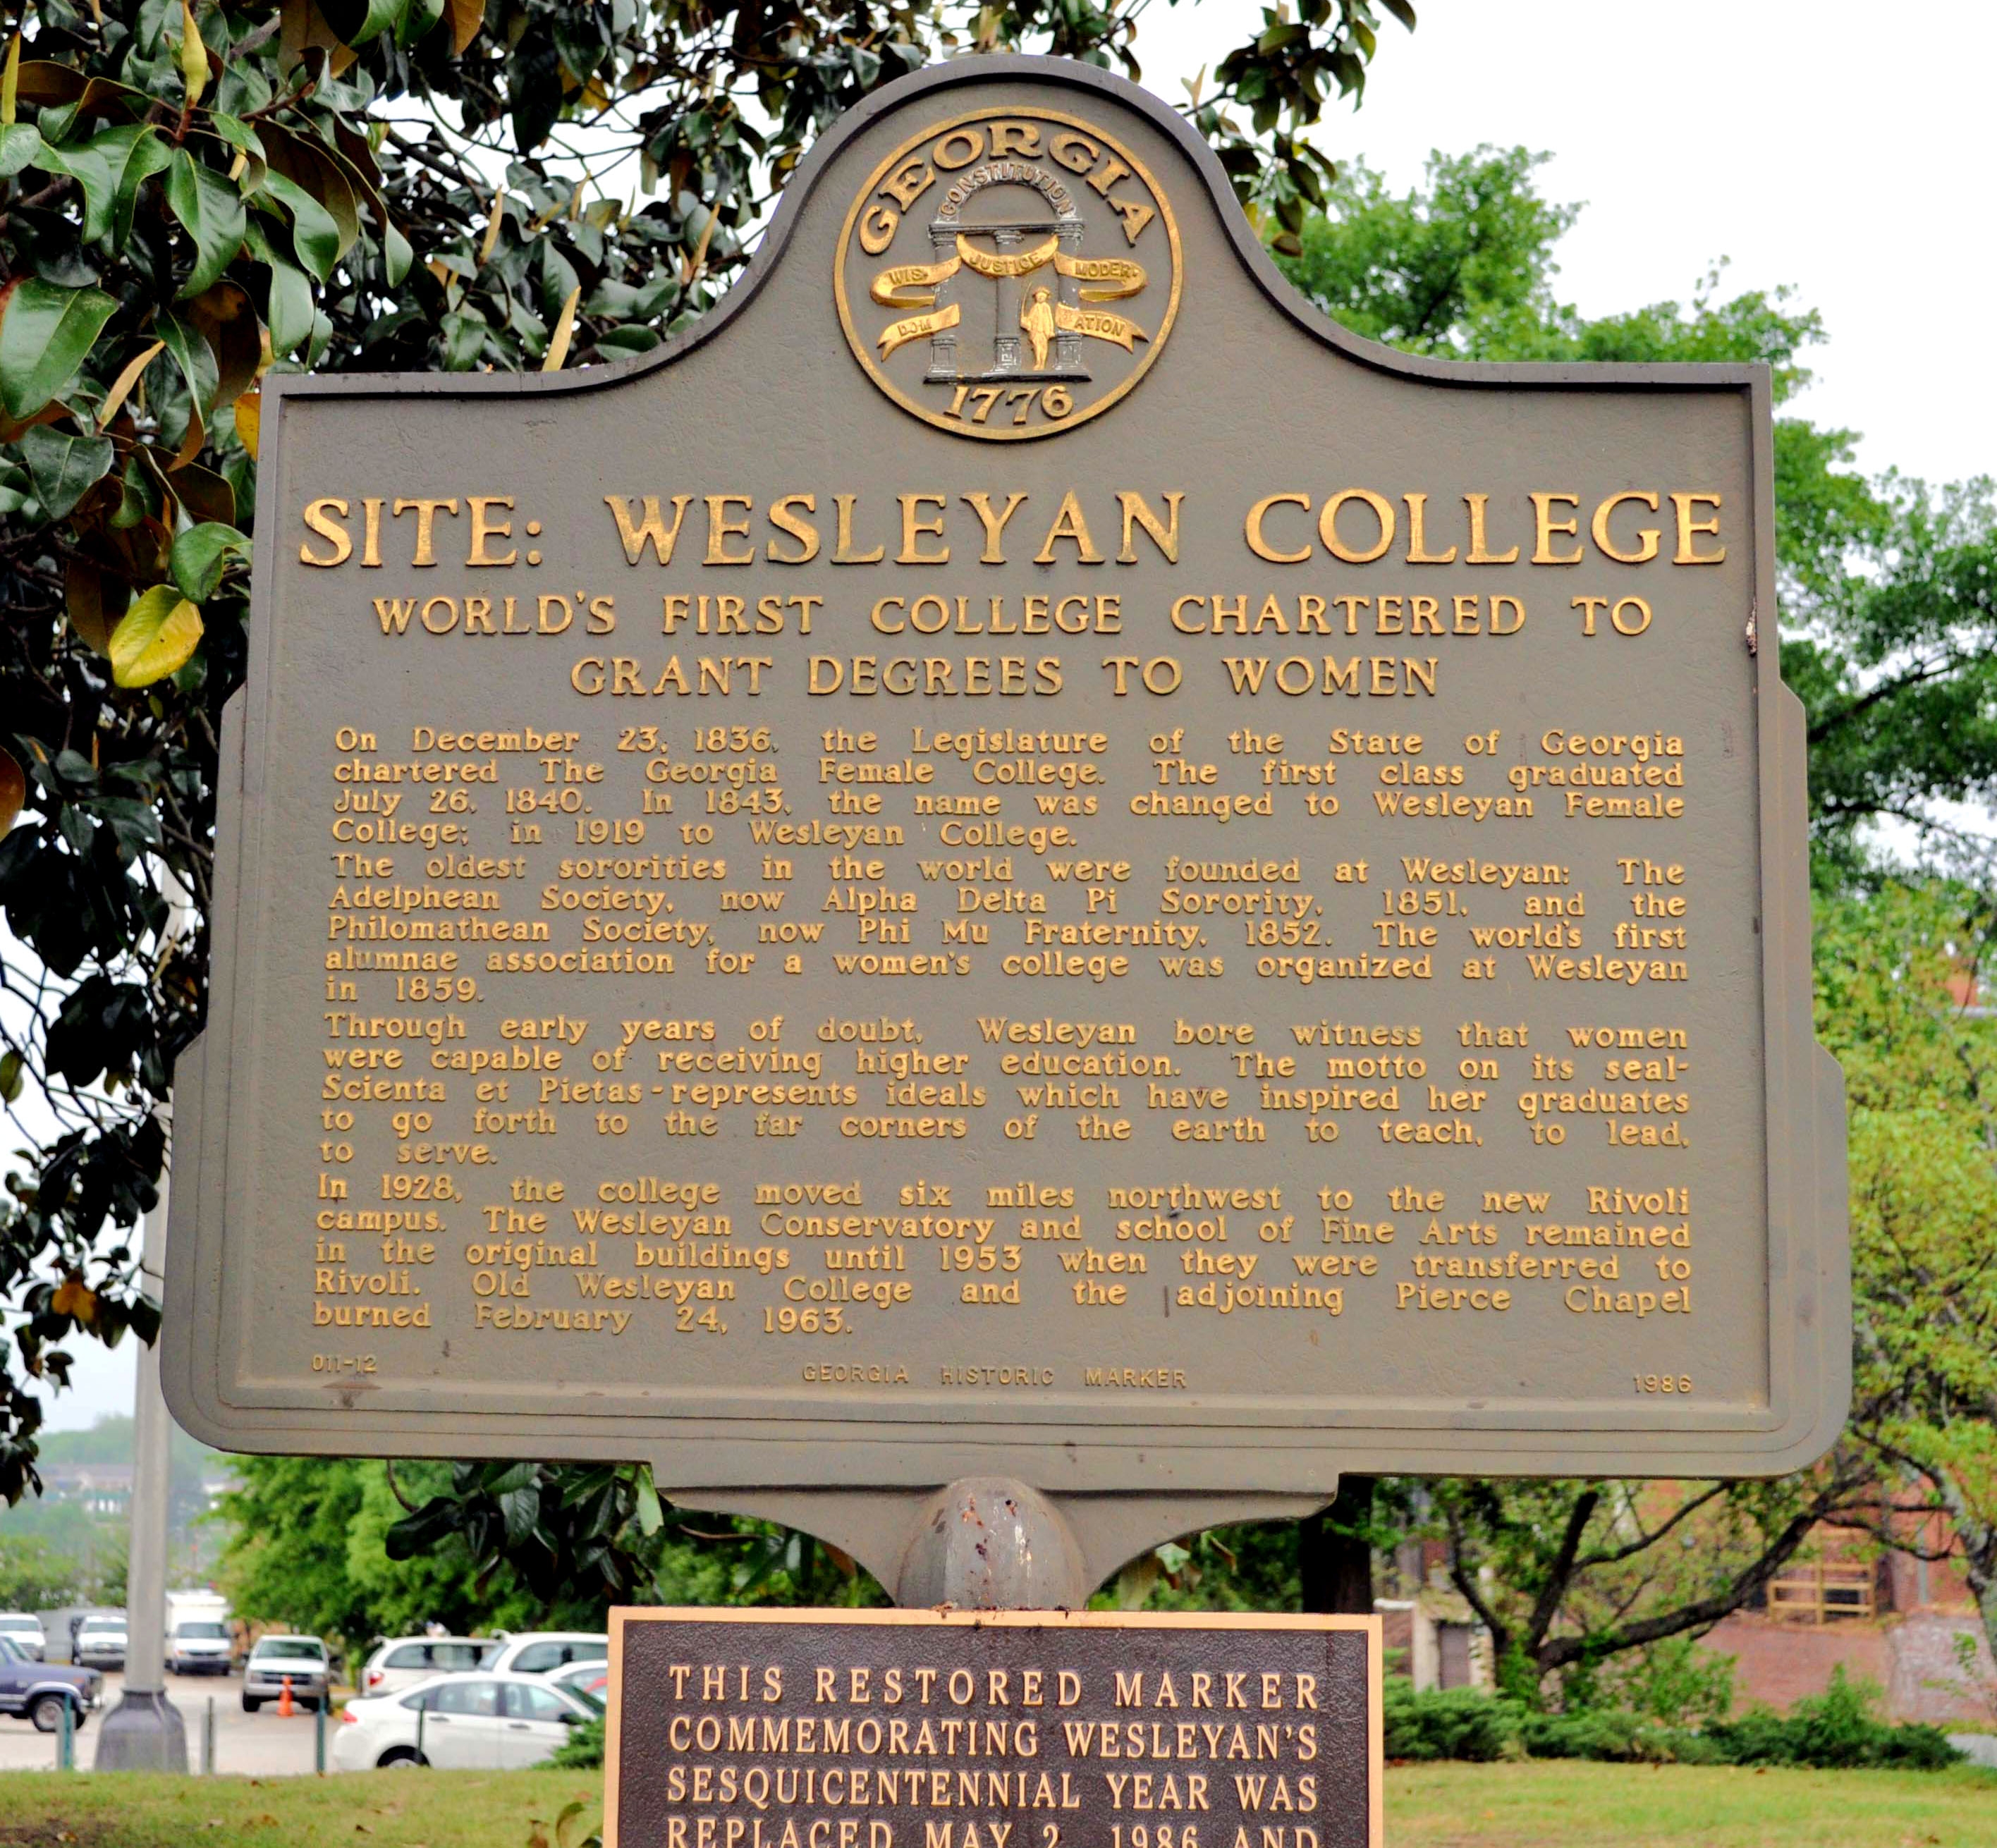 GEORGIA
CONSTITUTION
WIS- JUSTICE MODER-
DOM ATION
1776
SITE: WESLEYAN COLLEGE
WORLD'S FIRST COLLEGE CHARTERED TO
GRANT DEGREES TO WOMEN
On December 23, 1836, the Legislature of the State of Georgia
chartered The Georgia Female College. The first class graduated
July 26, 1840. In 1843, the name was changed to Wesleyan Female
College; in 1919 to Wesleyan College.
The oldest sororities in the world were founded at Wesleyan: The
Adelphean Society, now Alpha Delta Pi Sorority, 1851, and the
Philomathean Society, now Phi Mu Fraternity, 1852. The world's first
alumnae association for a women's college was organized at Wesleyan
in 1859.
Through early years of doubt, Wesleyan bore witness that women
were capable of receiving higher education. The motto on its seal-
Scienta et Pietas-represents ideals which have inspired her graduates
to go forth to the far corners of the earth to teach, to lead,
to serve.
In 1928, the college moved six miles northwest to the new Rivoli
campus. The Wesleyan Conservatory and school of Fine Arts remained
in the original buildings until 1953 when they were transferred to
Rivoli. Old Wesleyan College and the adjoining Pierce Chapel
burned February 24, 1963.
011-12 GEORGIA HISTORIC MARKER 1986
THIS RESTORED MARKER
COMMEMORATING WESLEYAN'S
SESQUICENTENNIAL YEAR WAS
REPLACED MAY 2, 1986 AND